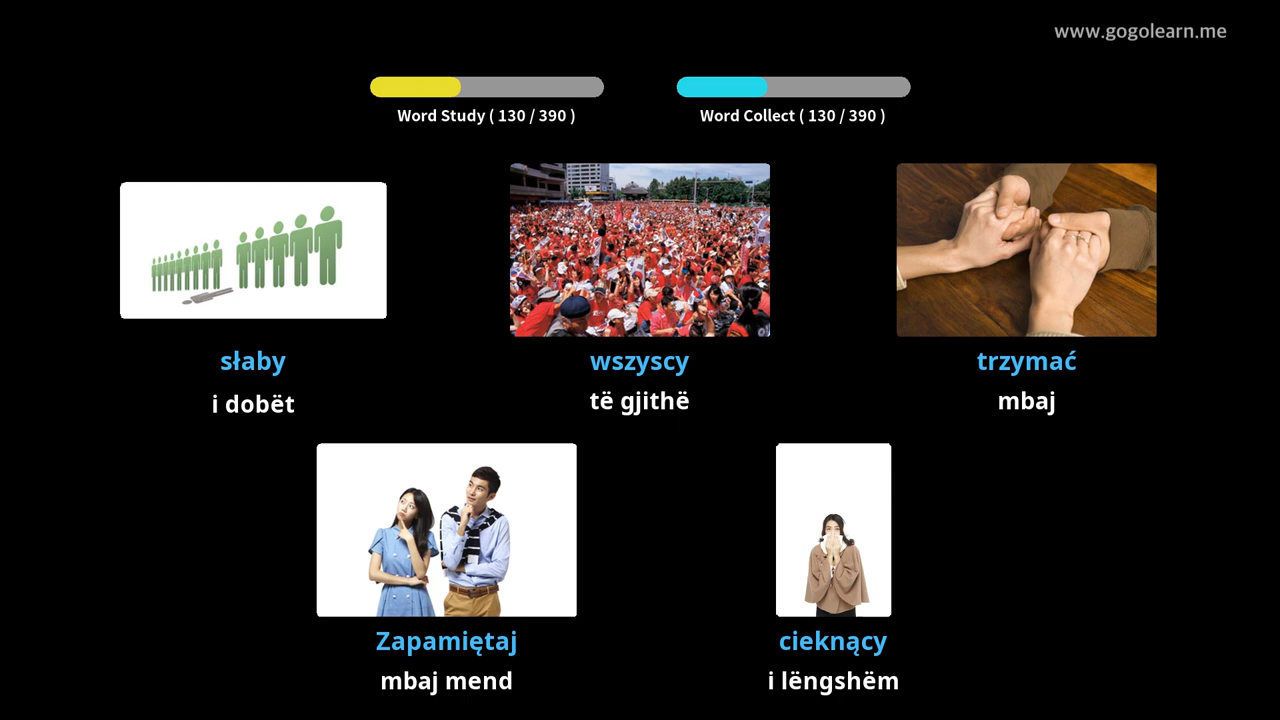 www.gogolearn.me
Word Study ( 130 / 390 )
Word Collect ( 130 / 390 )
słaby
i dobët
wszyscy
të gjithë
trzymać
mbaj
Zapamiętaj
mbaj mend
cieknący
i lëngshëm